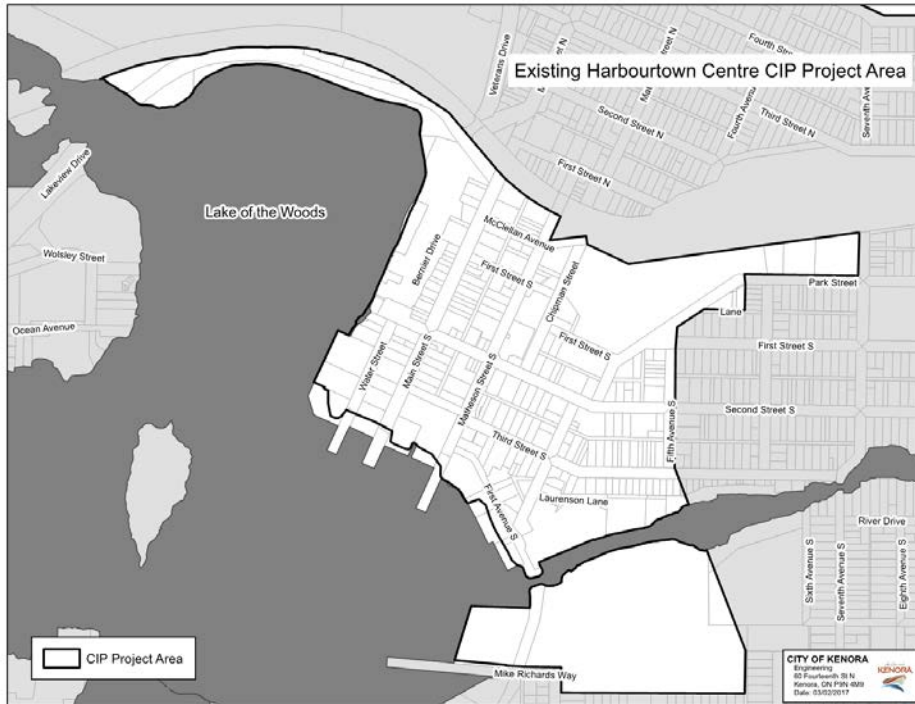 Existing Harbourtown Centre CIP Project Area
Veterans Drive
Fourth St
Seventh Av
Fourth Avenue
Third Street N
Second Street N
First Street N
Lakeview Drive
Lake of the Woods
Wolsley Street
Ocean Avenue
McClellan Avenue
Bernier Drive
First Street S
Chipman Street
Park Street
Lane
First Street S
First Street S
Water Street
Main Street S
Matheson Street S
Second Street S
Third Street S
Fifth Avenue S
First Avenue S
Laurenson Lane
River Drive
Sixth Avenue S
Seventh Avenue S
Eighth Avenue S
Mike Richards Way
CIP Project Area
CITY OF KENORA
Engineering
60 Fourteenth St N
Kenora, ON P9N 4M9
Date: 03/02/2017
KENORA